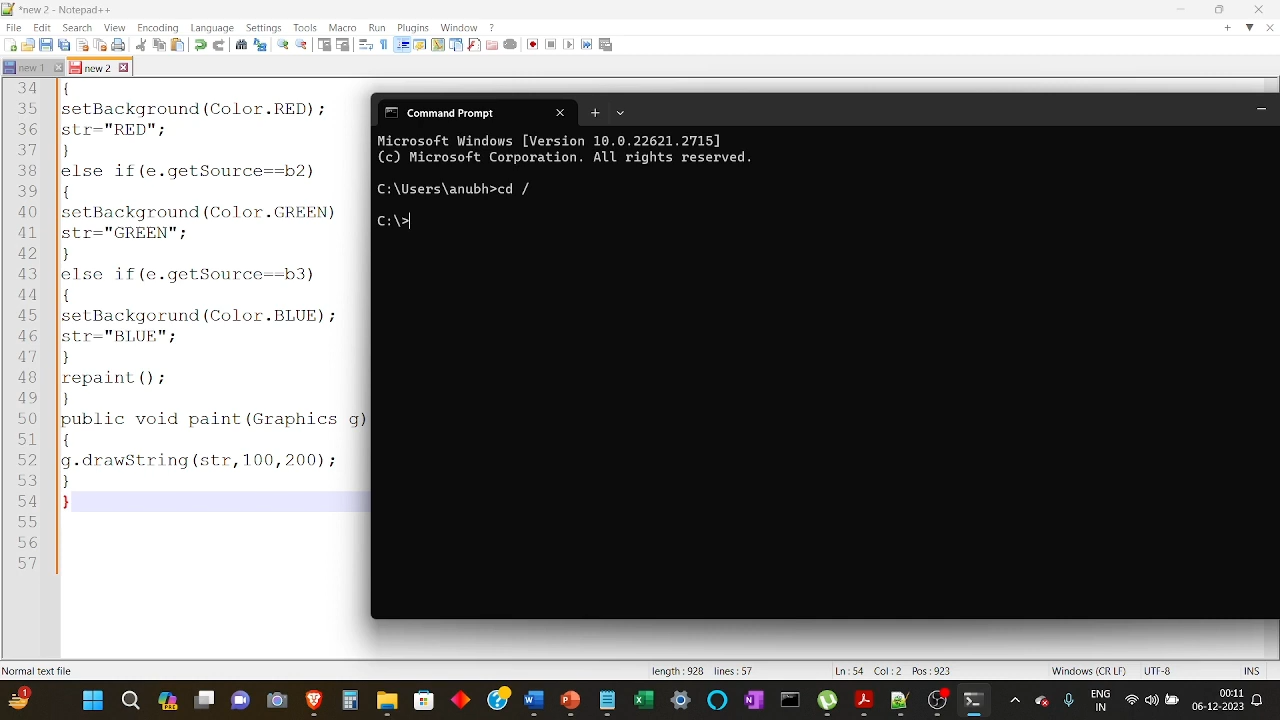 *new 2 - Notepad++
File Edit Search View Encoding Language Settings Tools Macro Run Plugins Window ?
new 1 new 2
34 {
35 setBackground(Color.RED);
36 str="RED";
37 }
38 else if(e.getSource==b2)
39 {
40 setBackground(Color.GREEN)
41 str="GREEN";
42 }
43 else if(e.getSource==b3)
44 {
45 setBackgorund(Color.BLUE);
46 str="BLUE";
47 }
48 repaint();
49 }
50 public void paint(Graphics g)
51 {
52 g.drawString(str,100,200);
53 }
54 }
55
56
57
Command Prompt
Microsoft Windows [Version 10.0.22621.2715]
(c) Microsoft Corporation. All rights reserved.
C:\Users\anubh>cd /
C:\>
Normal text file length : 928 lines : 57 Ln : 54 Col : 2 Pos : 923 Windows (CR LF) UTF-8 INS
1 ENG
IN
00:11
06-12-2023